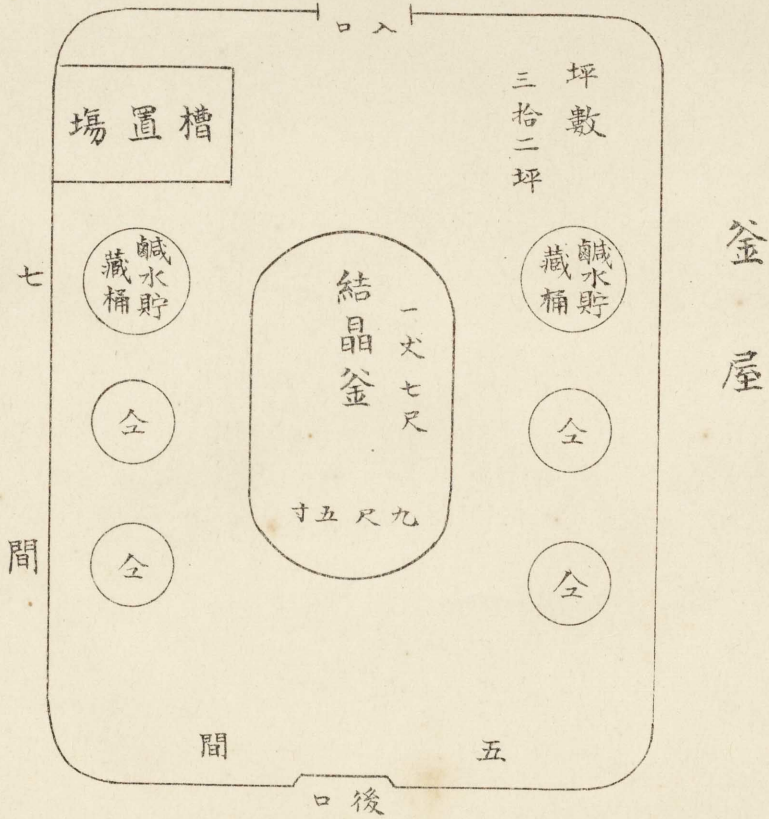 釜屋
入口
坪數
三拾二坪
槽置場
鹹水貯
藏桶
仝
仝
結晶釜
一丈七尺
九尺五寸
鹹水貯
藏桶
仝
仝
七間
五間
後口